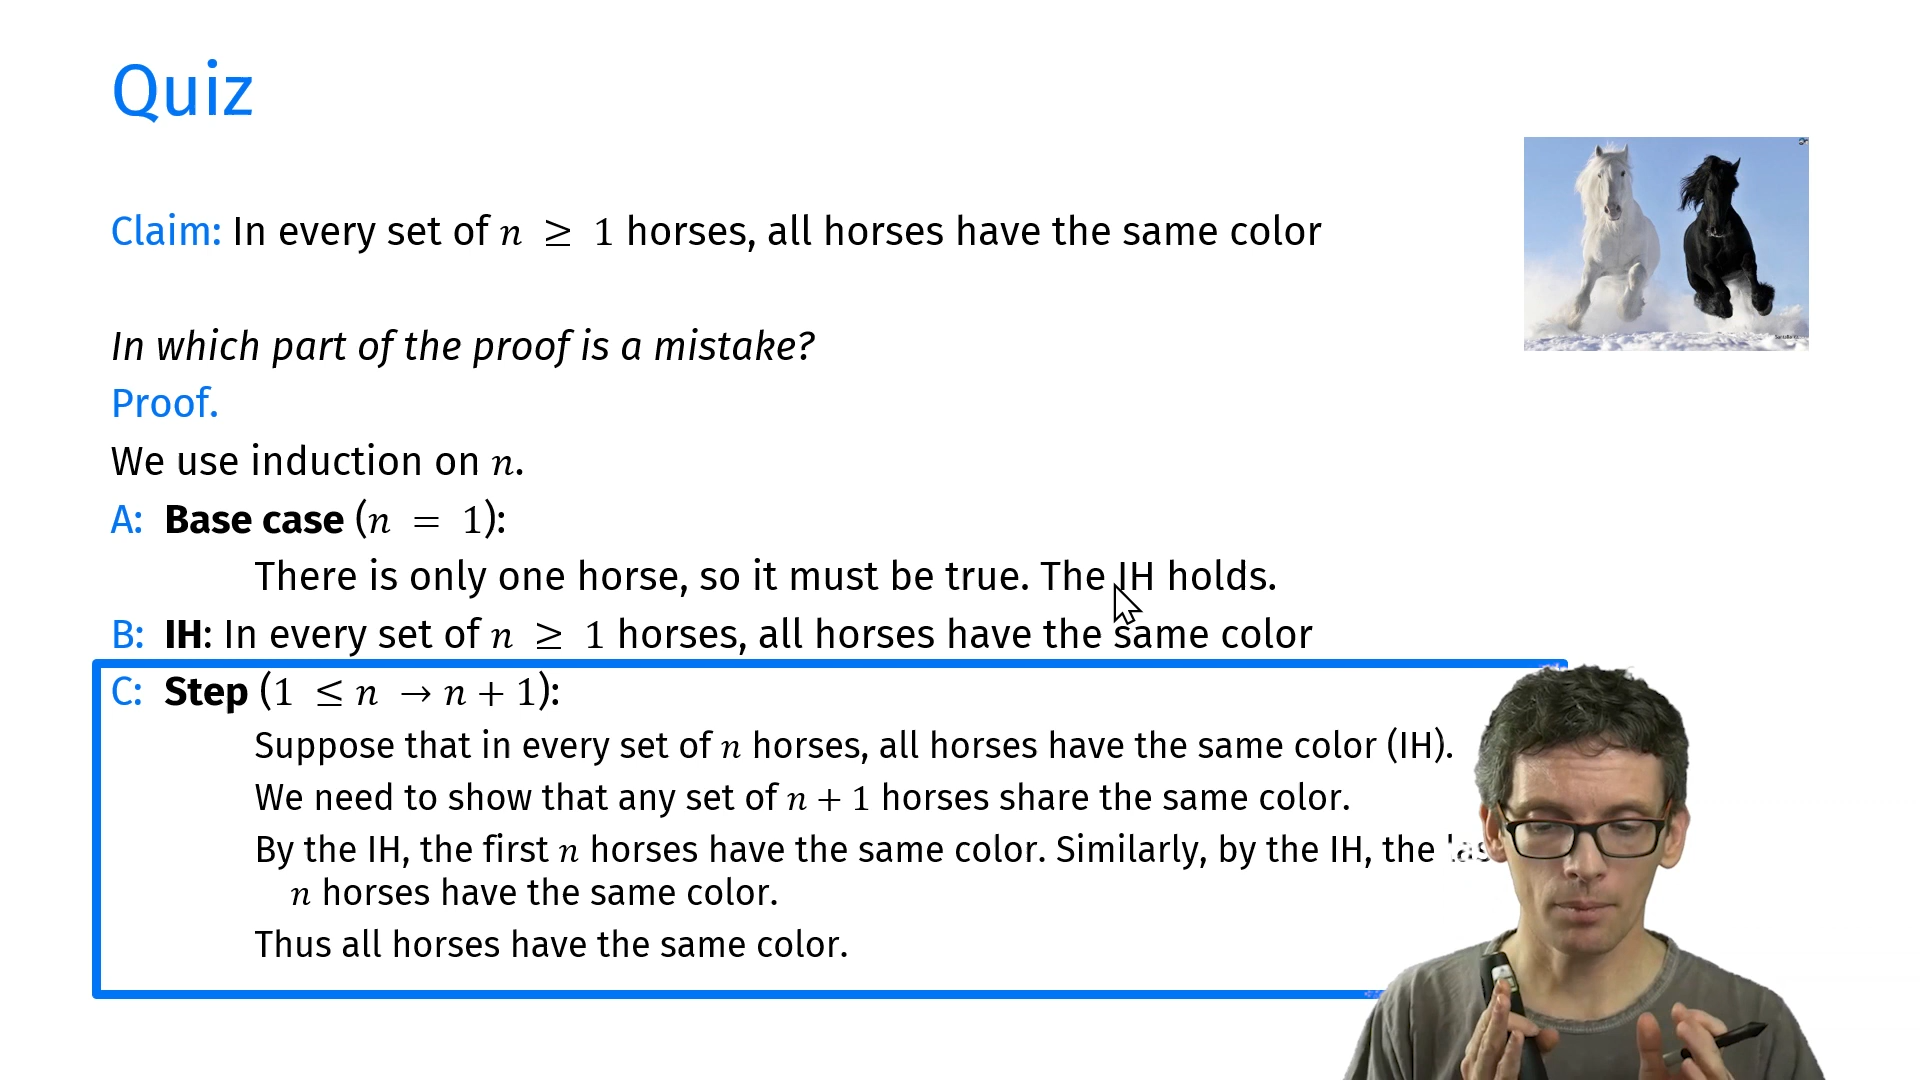 Quiz
Claim: In every set of n ≥ 1 horses, all horses have the same color
In which part of the proof is a mistake?
Proof.
We use induction on n.
A: Base case (n = 1):
There is only one horse, so it must be true. The IH holds.
B: IH: In every set of n ≥ 1 horses, all horses have the same color
C: Step (1 ≤ n → n + 1):
Suppose that in every set of n horses, all horses have the same color (IH).
We need to show that any set of n + 1 horses share the same color.
By the IH, the first n horses have the same color. Similarly, by the IH, the
n horses have the same color.
Thus all horses have the same color.